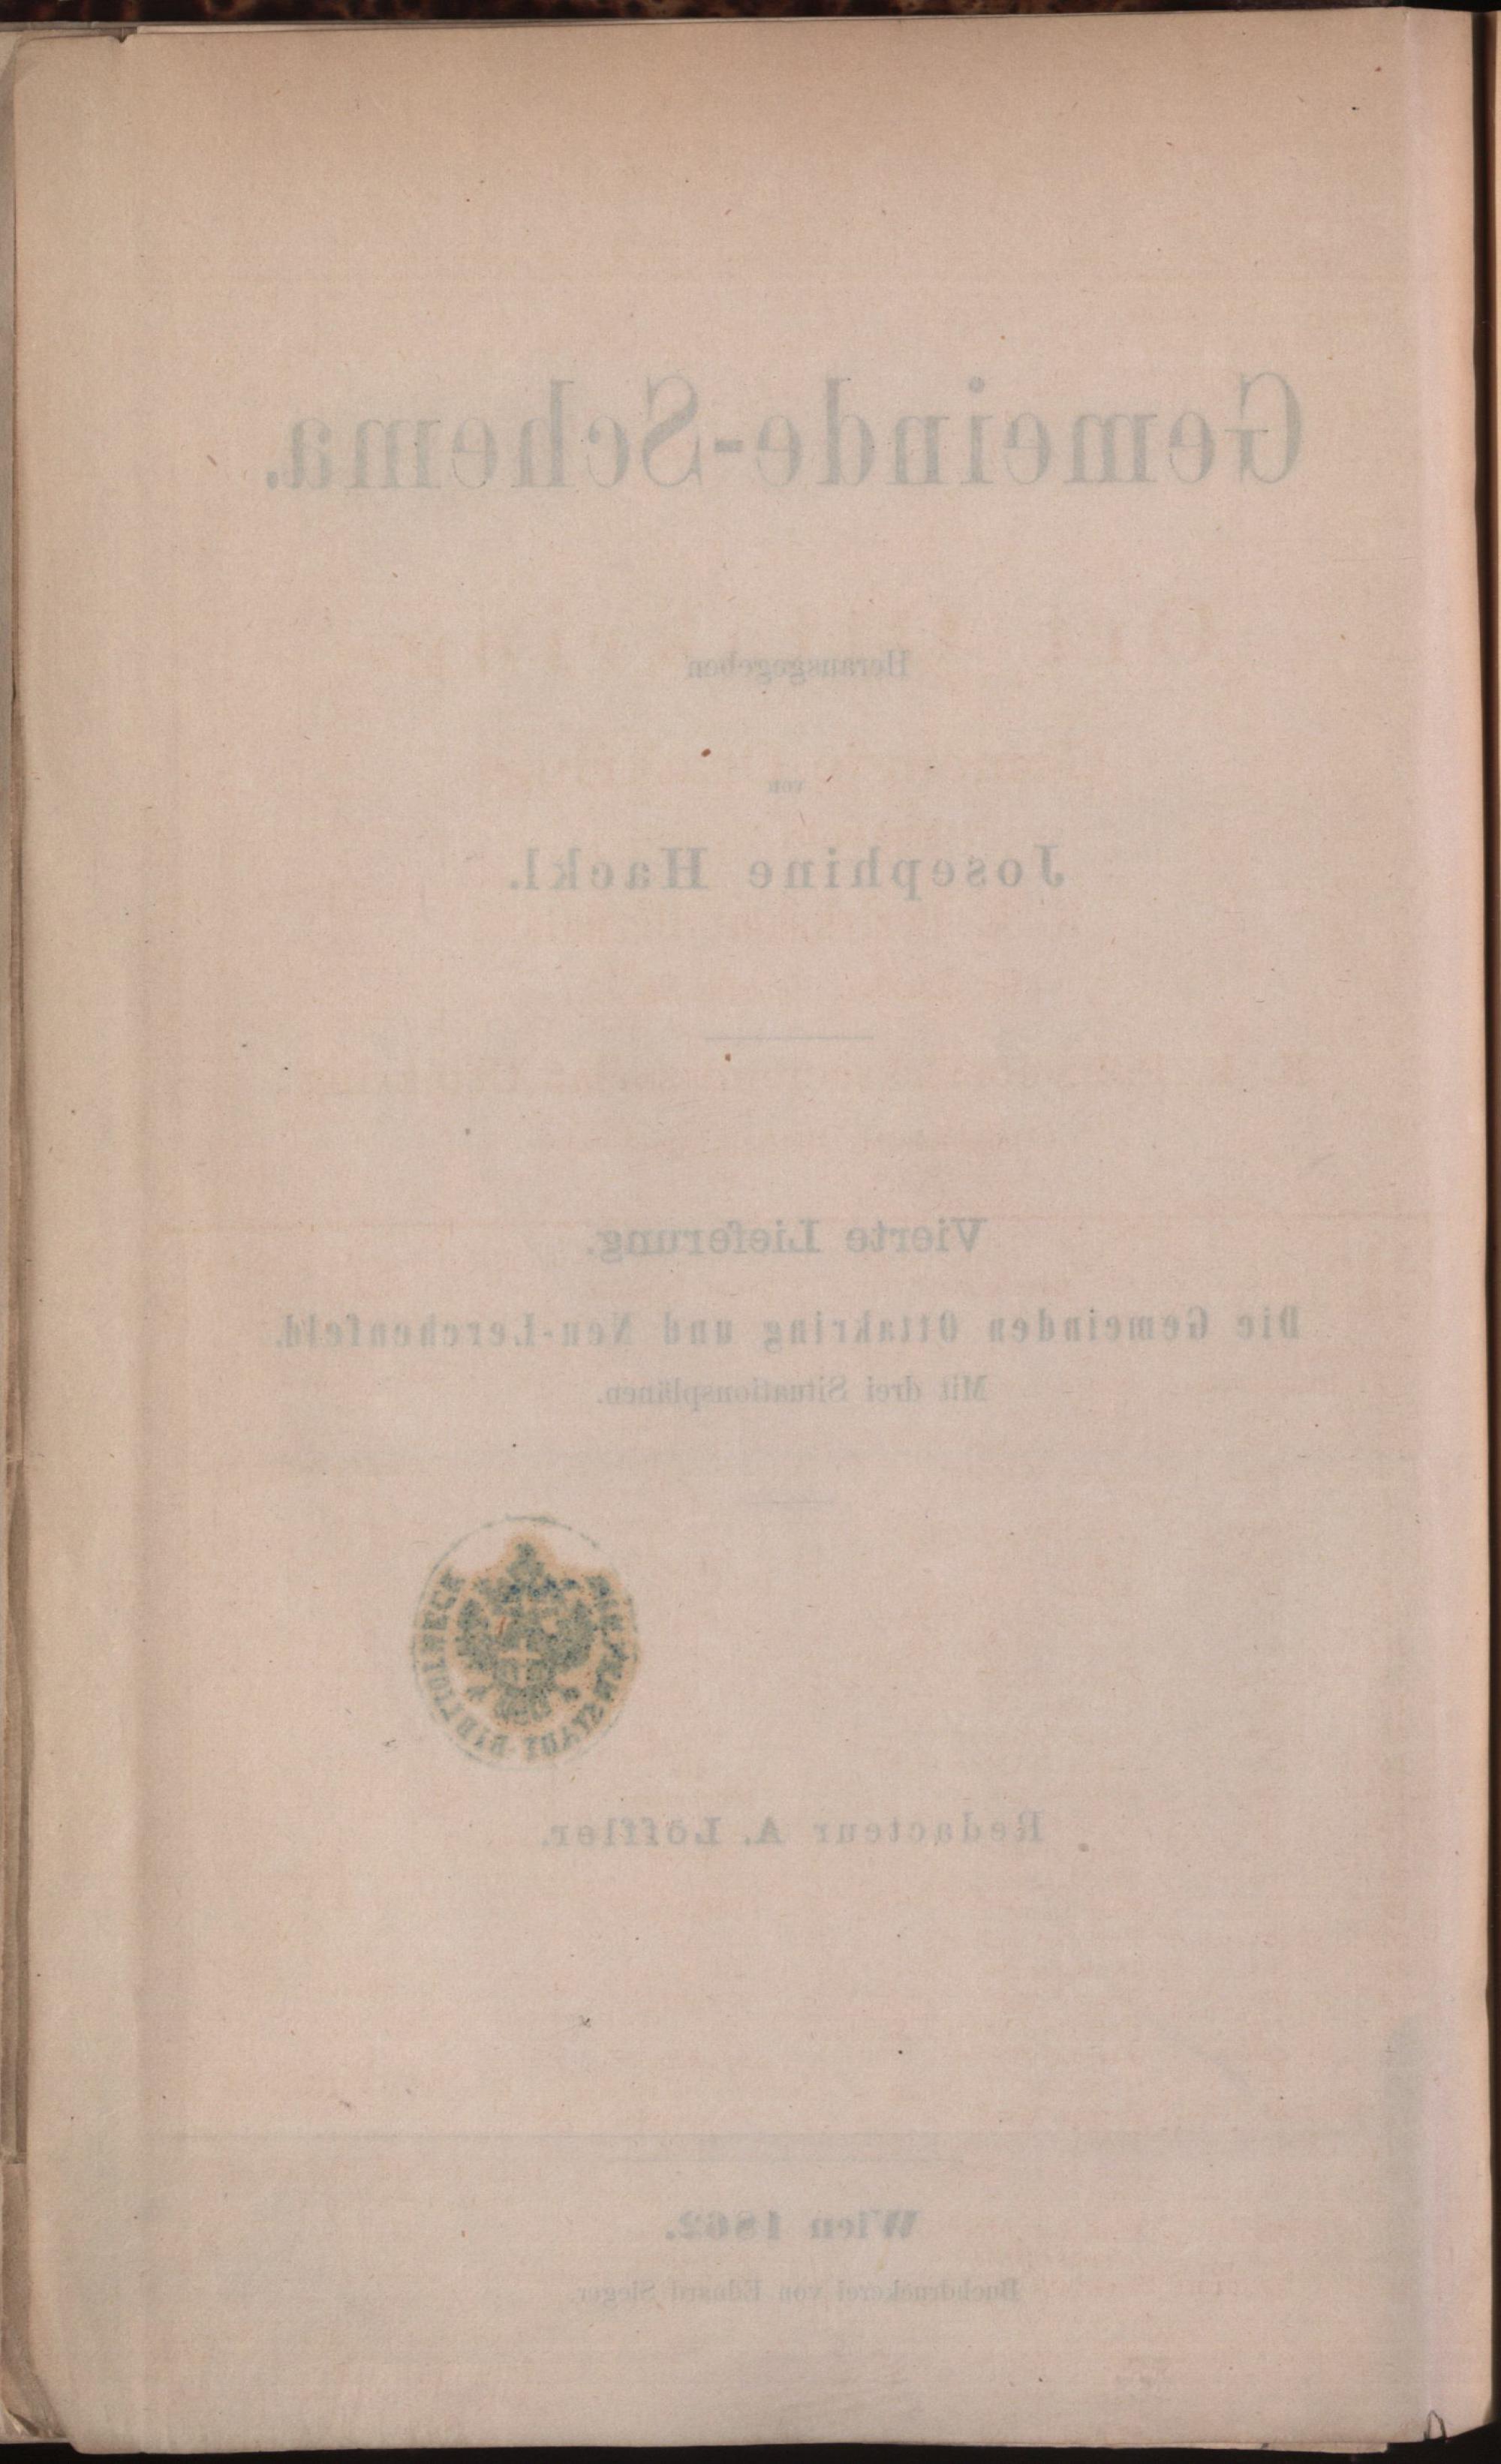 Gemeinde-Schema.
Herausgegeben
von
Josephine Hackl.
Vierte Lieferung.
Die Gemeinden Ottakring und Neu-Lerchenfeld.
Mit drei Situationsplänen.
BIBLIOTHECK
Redacteur A. Löffler.
Wien 1862.
Buchdruckerei von Eduard Sieger.